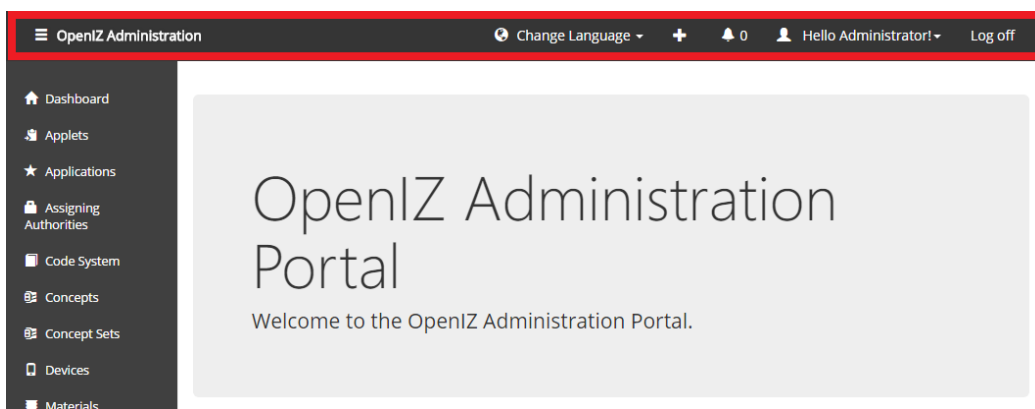 OpenIZ Administration
Change Language
0
Hello Administrator!
Log off
Dashboard
Applets
Applications
Assigning
Authorities
Code System
Concepts
Concept Sets
Devices
Materials
OpenIZ Administration
Portal
Welcome to the OpenIZ Administration Portal.